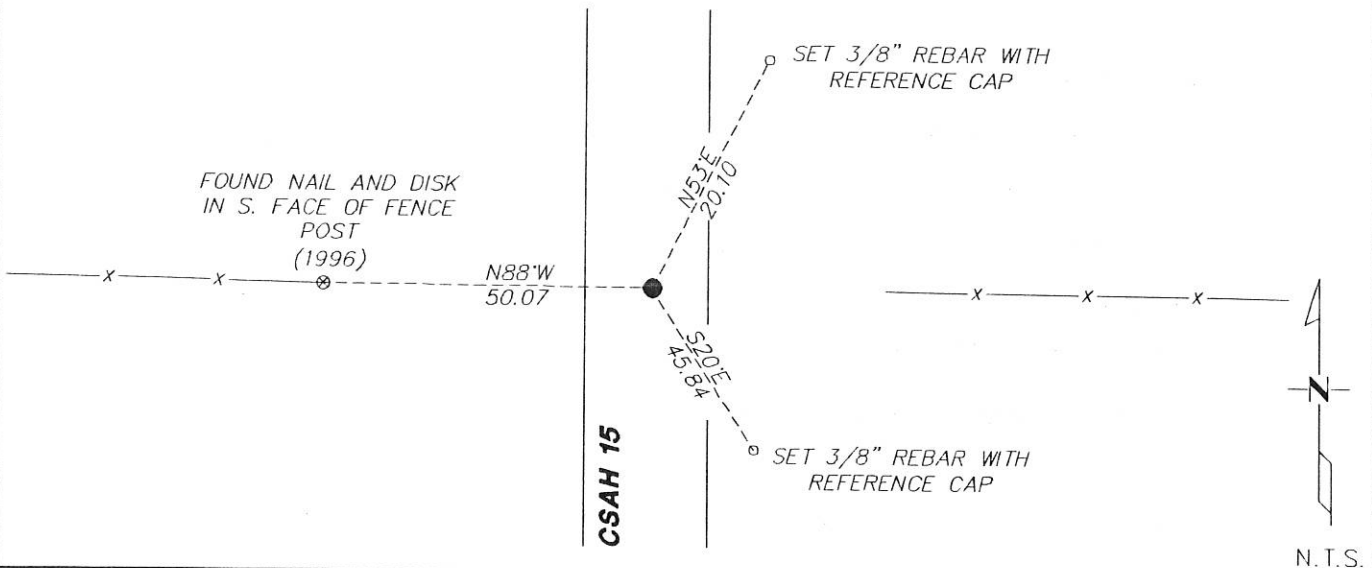 SET 3/8" REBAR WITH
REFERENCE CAP
N53°E
20.10
FOUND NAIL AND DISK
IN S. FACE OF FENCE
POST
(1996)
x x
N88°W
50.07
x x x
S20°E
45.84
N
CSAH 15
SET 3/8" REBAR WITH
REFERENCE CAP
N.T.S.